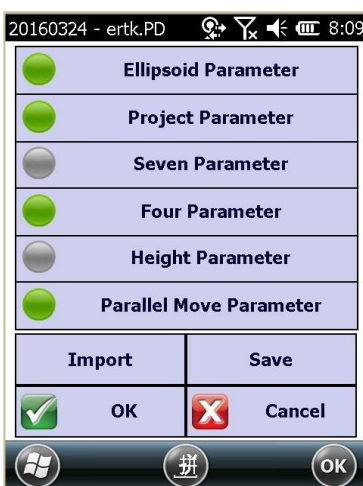 20160324 - ertk.PD 8:09
Ellipsoid Parameter
Project Parameter
Seven Parameter
Four Parameter
Height Parameter
Parallel Move Parameter
Import Save
OK Cancel
拼 OK